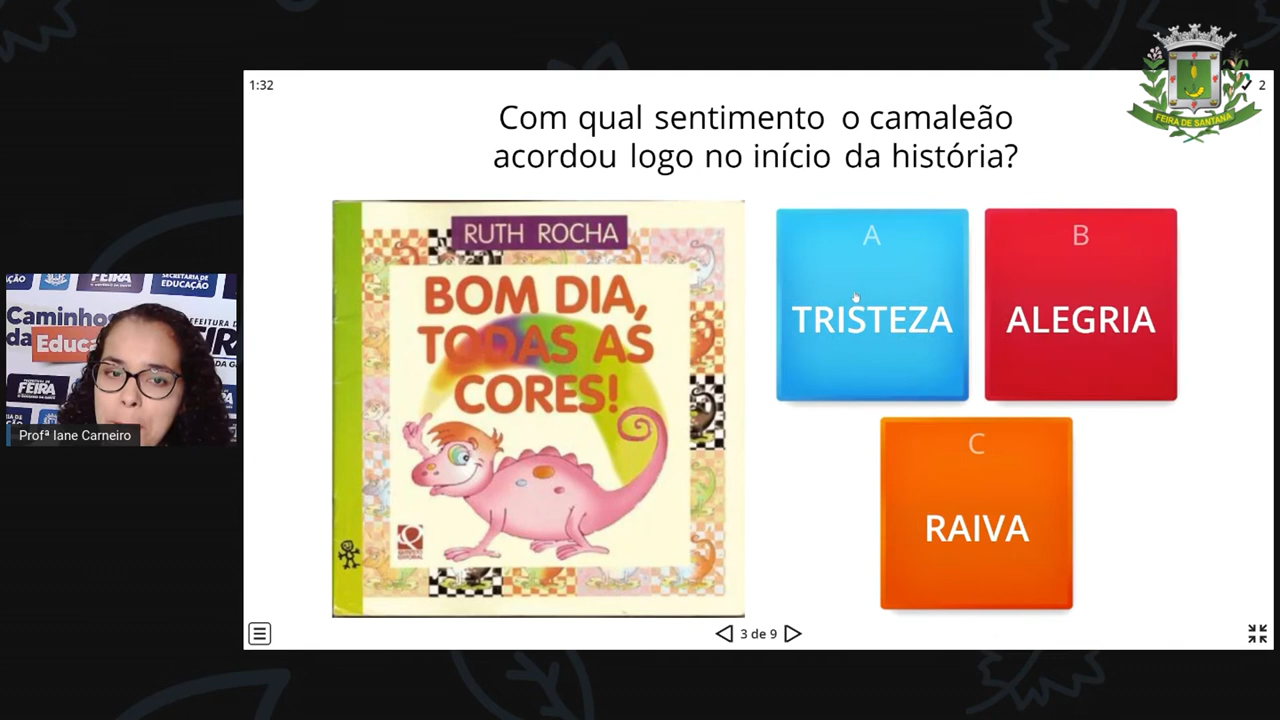 1:32
2
FEIRA DE SANTANA
Com qual sentimento o camaleão
acordou logo no início da história?
RUTH ROCHA
BOM DIA,
TODAS AS
CORES!
A
TRISTEZA
B
ALEGRIA
C
RAIVA
SECRETARIA DE
EDUCAÇÃO
FEIRA
Caminhos
da
Educa
FEIRA
Profª Iane Carneiro
3 de 9